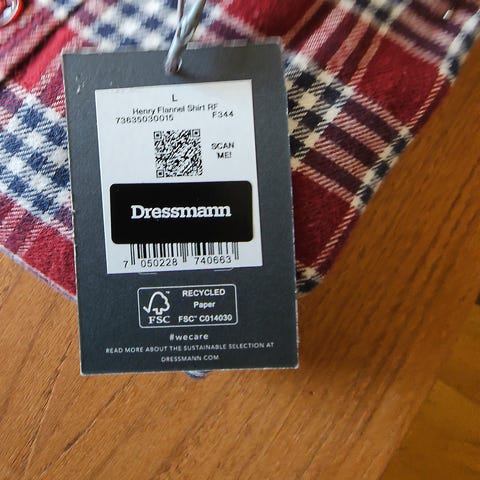 L
Henry Flannel Shirt RF
73635030015 F344
SCAN
ME!
Dressmann
7 050228 740663
RECYCLED
Paper
FSC™ C014030
FSC
#wecare
READ MORE ABOUT THE SUSTAINABLE SELECTION AT
DRESSMANN.COM